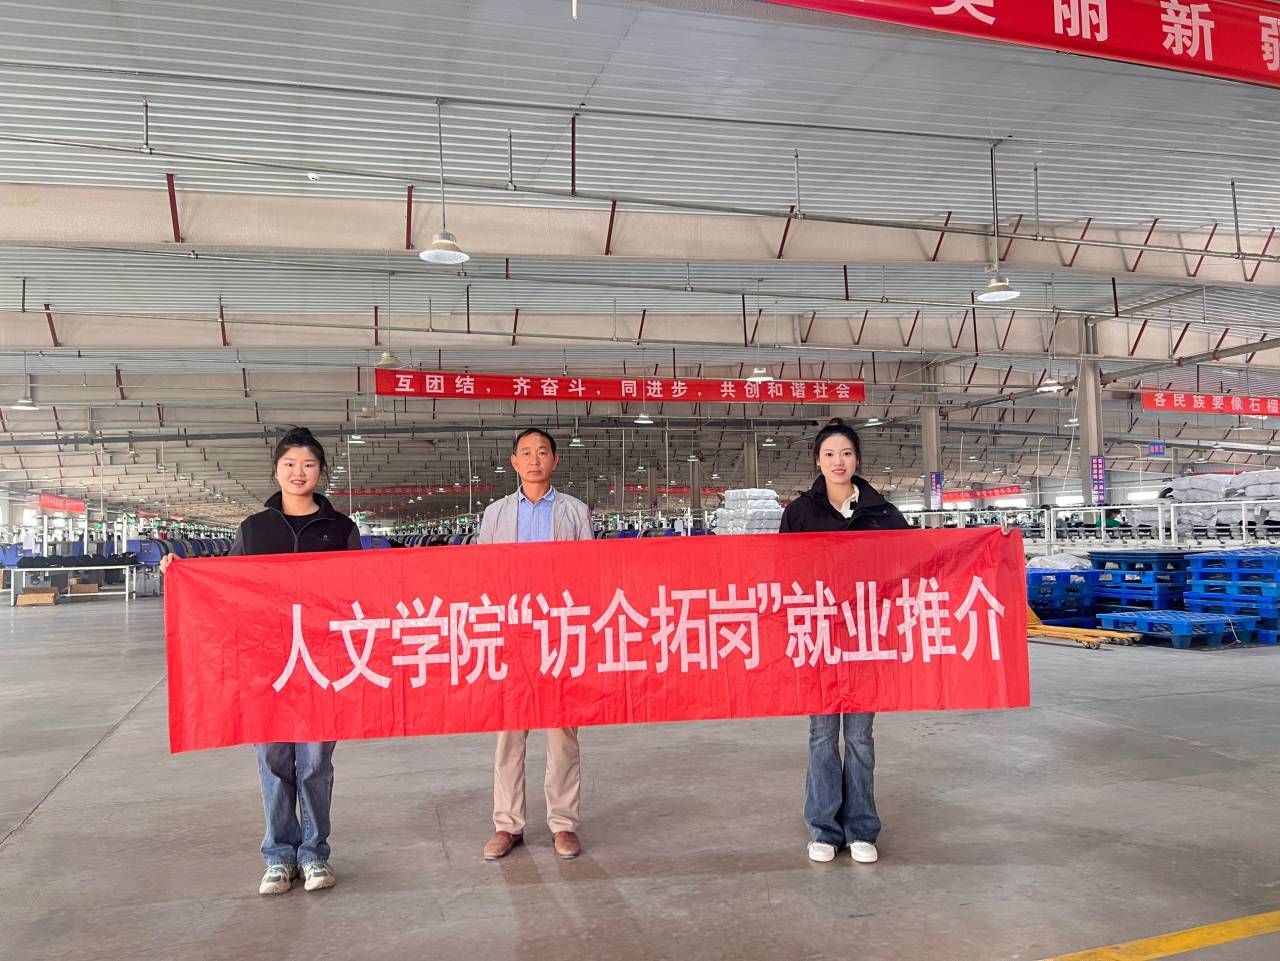 美丽新疆
互团结，齐奋斗，同进步，共创和谐社会
各民族要像石榴
人文学院“访企拓岗”就业推介